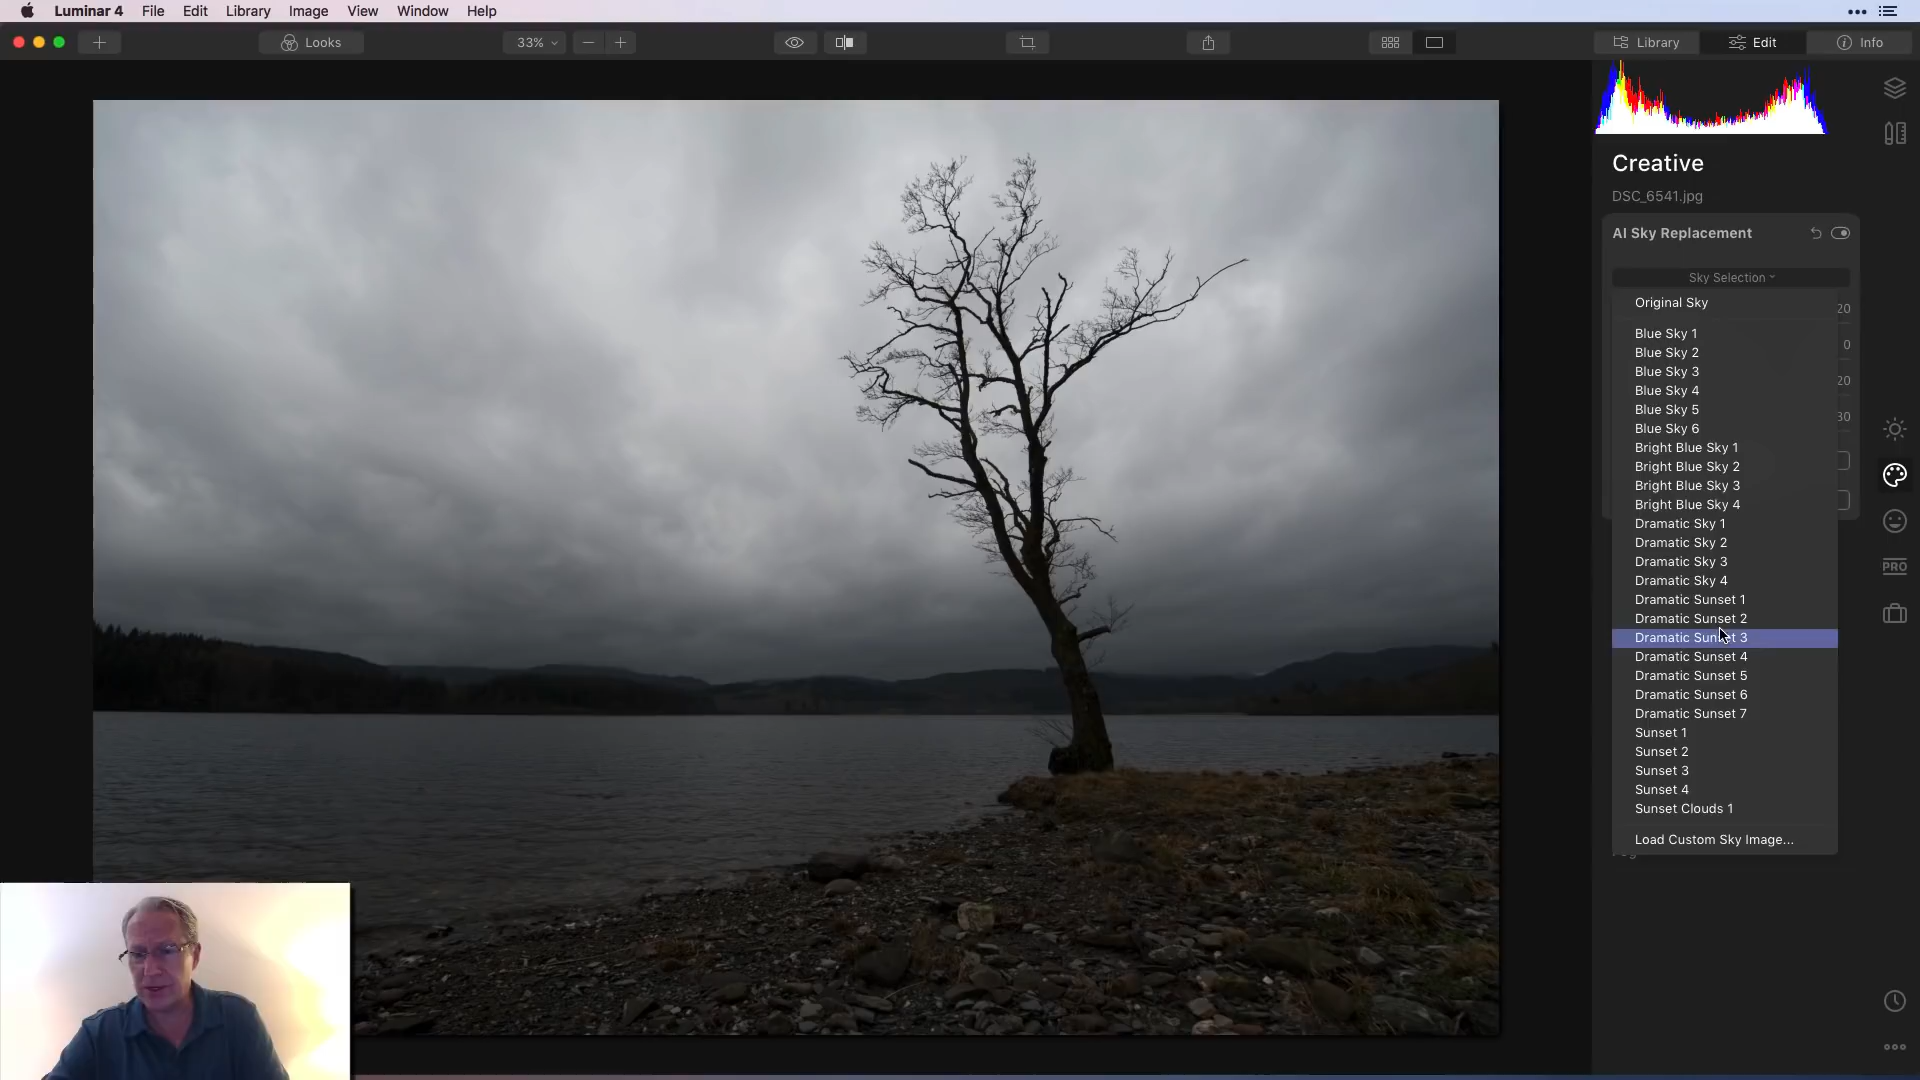 Luminar 4 File Edit Library Image View Window Help
Looks 33% Library Edit Info
Creative
DSC_6541.jpg
AI Sky Replacement
Sky Selection
Original Sky
20
Blue Sky 1
0
Blue Sky 2
Blue Sky 3
20
Blue Sky 4
Blue Sky 5
30
Blue Sky 6
Bright Blue Sky 1
Bright Blue Sky 2
Bright Blue Sky 3
Bright Blue Sky 4
Dramatic Sky 1
Dramatic Sky 2
Dramatic Sky 3
PRO
Dramatic Sky 4
Dramatic Sunset 1
Dramatic Sunset 2
Dramatic Sunset 3
Dramatic Sunset 4
Dramatic Sunset 5
Dramatic Sunset 6
Dramatic Sunset 7
Sunset 1
Sunset 2
Sunset 3
Sunset 4
Sunset Clouds 1
Load Custom Sky Image...